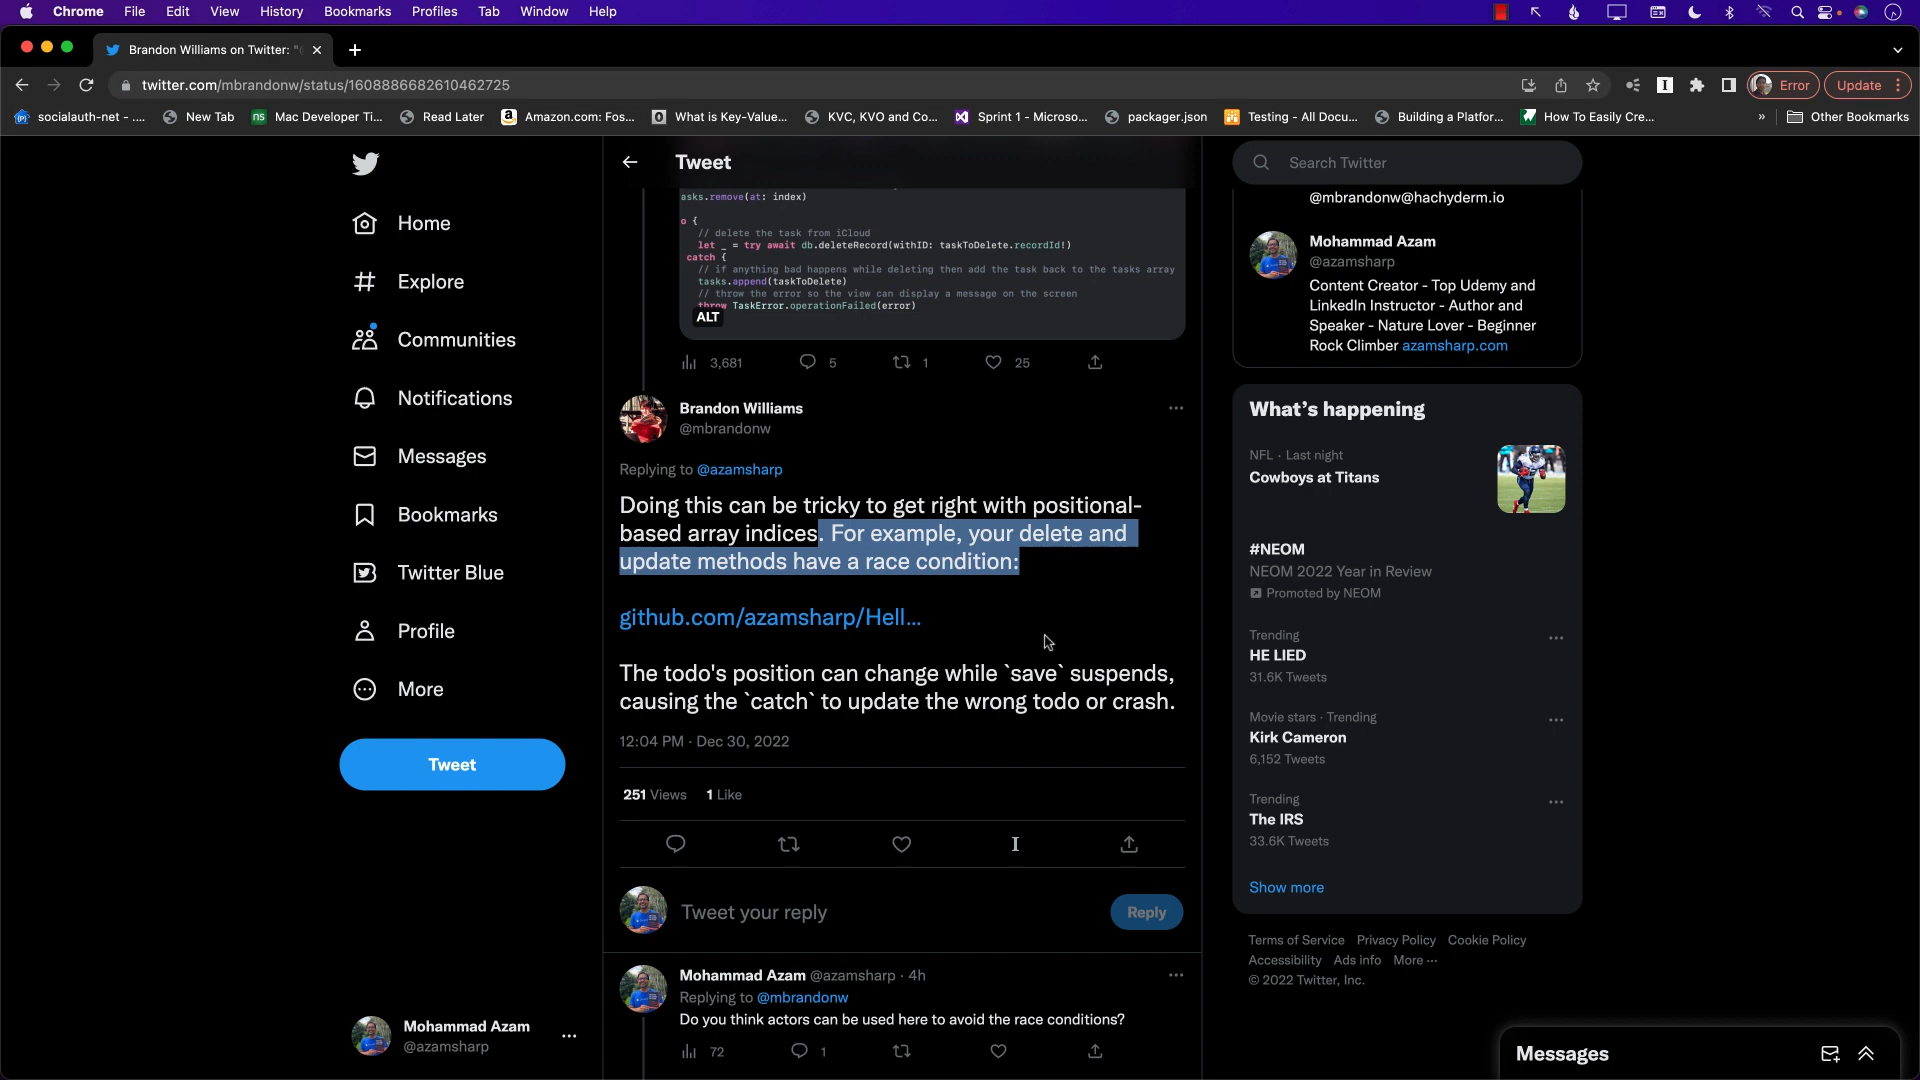 Chrome File Edit View History Bookmarks Profiles Tab Window Help
Brandon Williams on Twitter: "
twitter.com/mbrandonw/status/1608886682610462725
Error
Update
socialauth-net - ....
New Tab
Mac Developer Ti...
Read Later
Amazon.com: Fos...
What is Key-Value...
KVC, KVO and Co...
Sprint 1 - Microso...
packager.json
Testing - All Docu...
Building a Platfor...
How To Easily Cre...
»
Other Bookmarks
Home
Explore
Communities
Notifications
Messages
Bookmarks
Twitter Blue
Profile
More
Tweet
Mohammad Azam
@azamsharp
Tweet
asks.remove(at: index)
o {
// delete the task from iCloud
let _ = try await db.deleteRecord(withID: taskToDelete.recordId!)
catch {
// if anything bad happens while deleting then add the task back to the tasks array
tasks.append(taskToDelete)
// throw the error so the view can display a message on the screen
throw TaskError.operationFailed(error)
ALT
3,681 5 1 25
Brandon Williams
@mbrandonw
Replying to @azamsharp
Doing this can be tricky to get right with positional-
based array indices. For example, your delete and
update methods have a race condition:
github.com/azamsharp/Hell...
The todo's position can change while `save` suspends,
causing the `catch` to update the wrong todo or crash.
12:04 PM · Dec 30, 2022
251 Views 1 Like
Tweet your reply
Reply
Mohammad Azam @azamsharp · 4h
Replying to @mbrandonw
Do you think actors can be used here to avoid the race conditions?
72 1
Search Twitter
@mbrandonw@hachyderm.io
Mohammad Azam
@azamsharp
Content Creator - Top Udemy and
LinkedIn Instructor - Author and
Speaker - Nature Lover - Beginner
Rock Climber azamsharp.com
What's happening
NFL · Last night
Cowboys at Titans
#NEOM
NEOM 2022 Year in Review
Promoted by NEOM
Trending
HE LIED
31.6K Tweets
Movie stars · Trending
Kirk Cameron
6,152 Tweets
Trending
The IRS
33.6K Tweets
Show more
Terms of Service Privacy Policy Cookie Policy
Accessibility Ads info More ···
© 2022 Twitter, Inc.
Messages